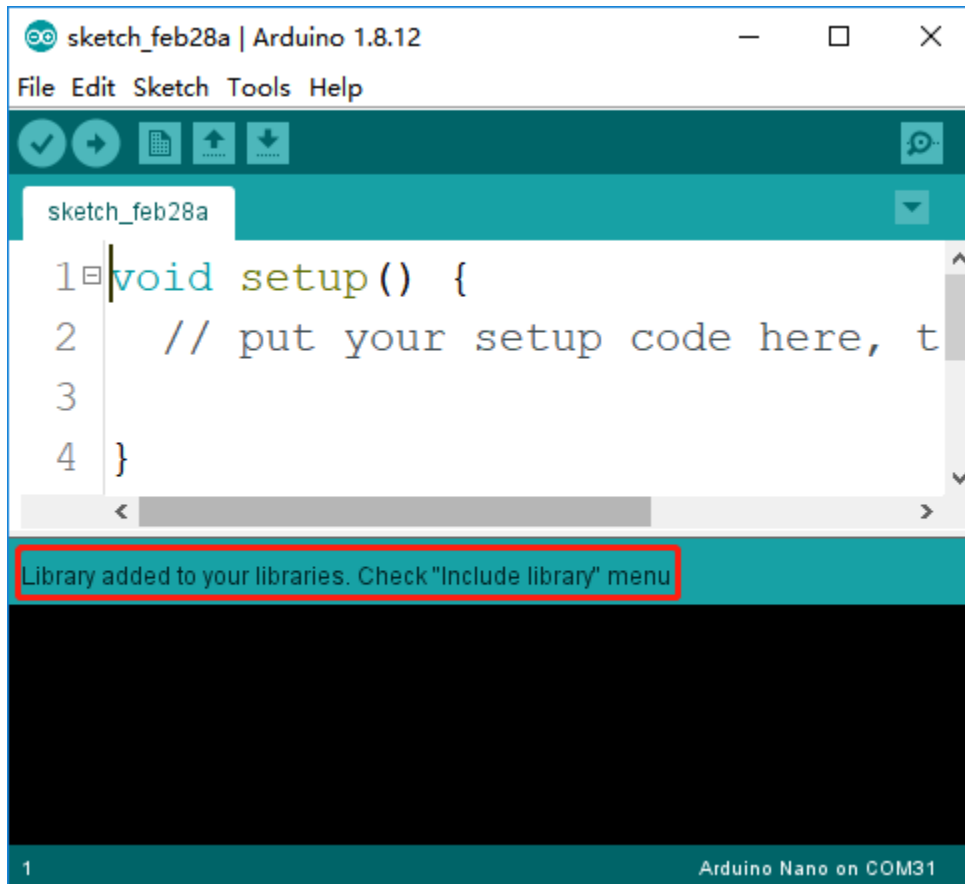 sketch_feb28a | Arduino 1.8.12
File Edit Sketch Tools Help
sketch_feb28a
1 void setup() {
2 // put your setup code here, t
3
4 }
Library added to your libraries. Check "Include library" menu
1 Arduino Nano on COM31